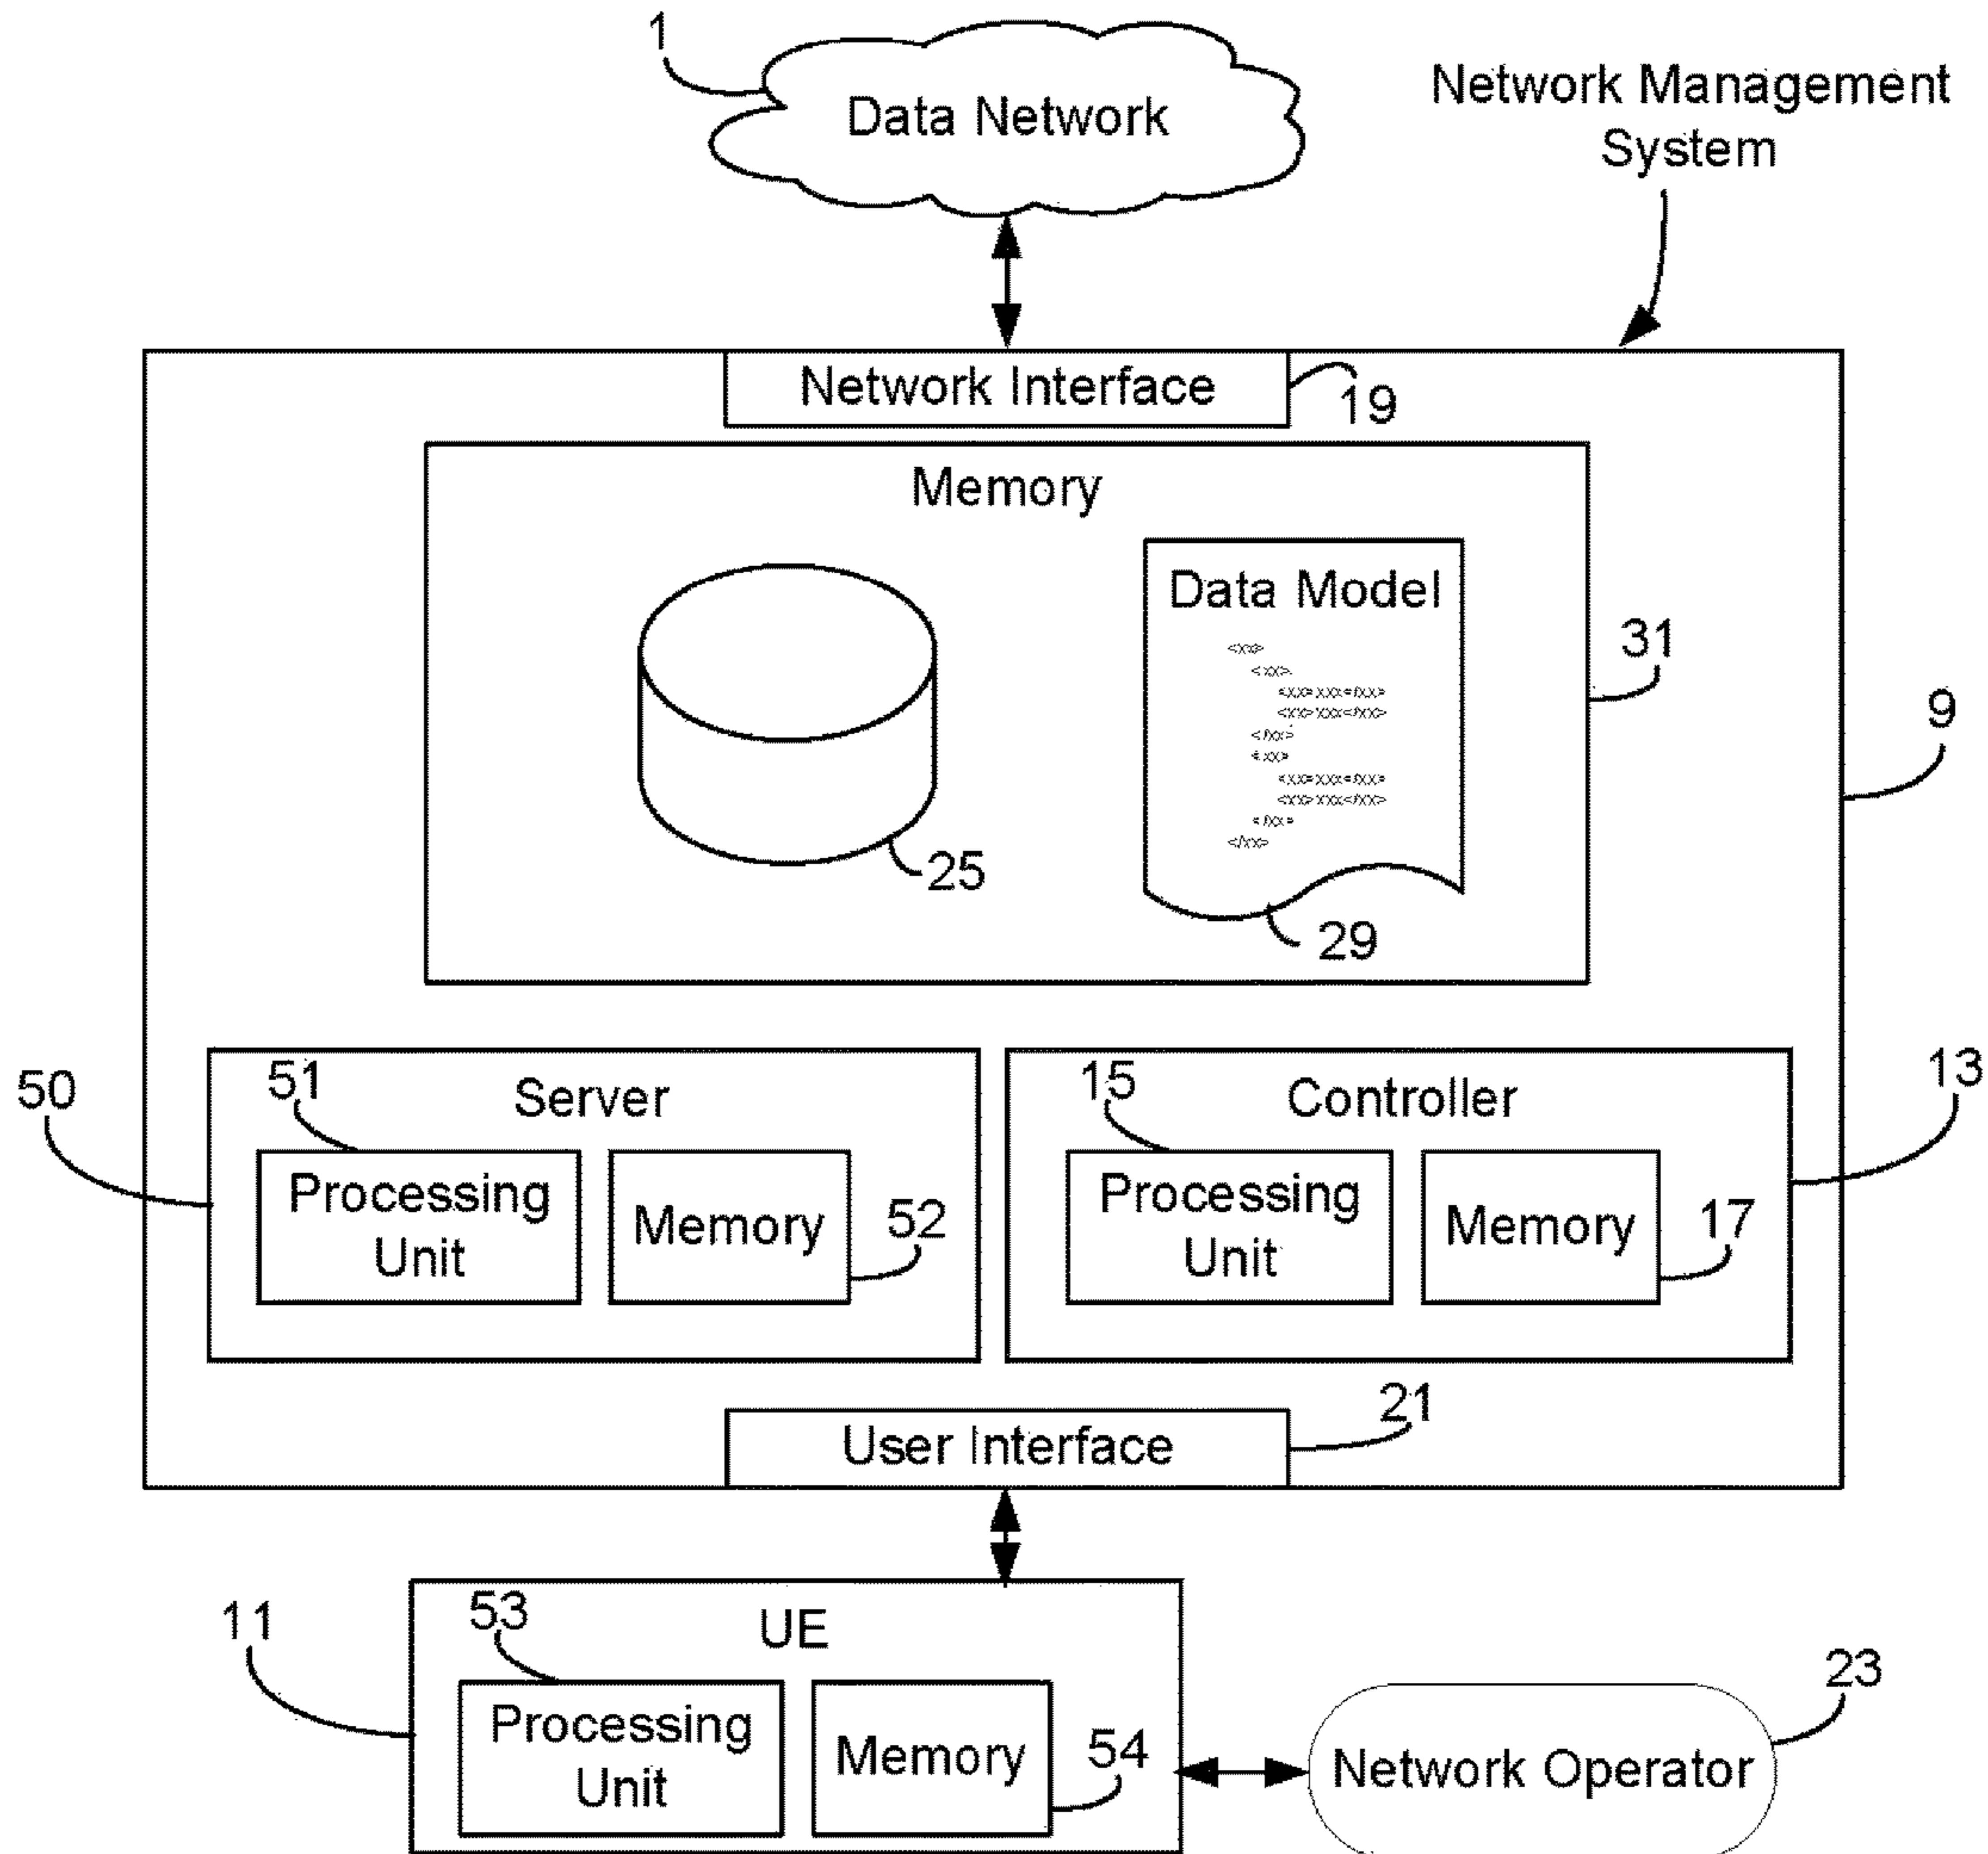 1
Data Network
Network Management
System
Network Interface
19
Memory
Data Model
31
9
25
29
50
51
Server
Processing
Unit
Memory
52
15
Controller
13
Processing
Unit
Memory
17
User Interface
21
11
53
UE
Processing
Unit
Memory
54
23
Network Operator